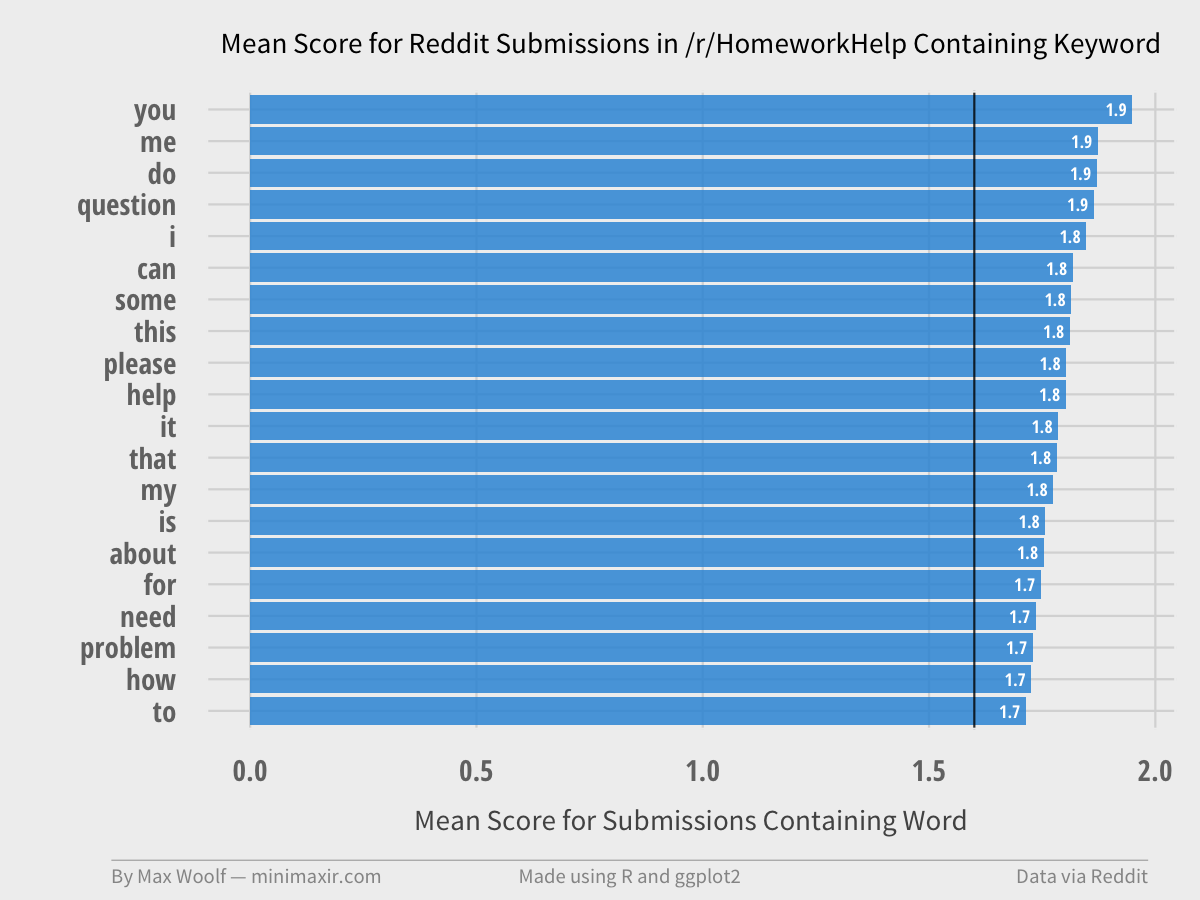 Mean Score for Reddit Submissions in /r/HomeworkHelp Containing Keyword
you 1.9
me 1.9
do 1.9
question 1.9
i 1.8
can 1.8
some 1.8
this 1.8
please 1.8
help 1.8
it 1.8
that 1.8
my 1.8
is 1.8
about 1.8
for 1.7
need 1.7
problem 1.7
how 1.7
to 1.7
0.0 0.5 1.0 1.5 2.0
Mean Score for Submissions Containing Word
By Max Woolf — minimaxir.com Made using R and ggplot2 Data via Reddit